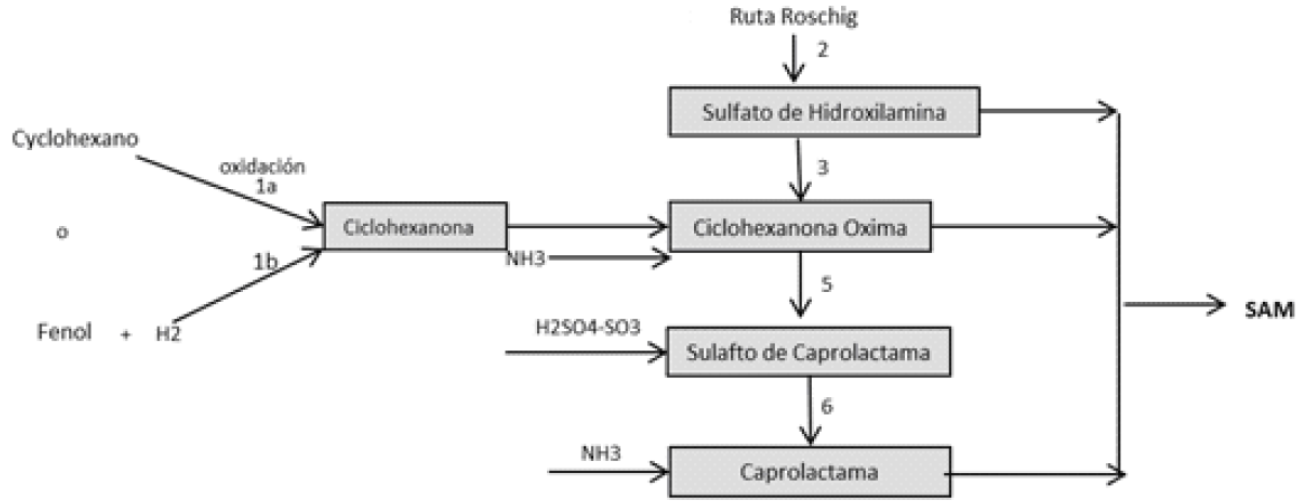 Ruta Roschig
2
Sulfato de Hidroxilamina
Cyclohexano
oxidación
1a
3
Ciclohexanona
Ciclohexanona Oxima
o
1b
NH3
5
Fenol + H2
H2SO4-SO3
SAM
Sulafto de Caprolactama
6
NH3
Caprolactama